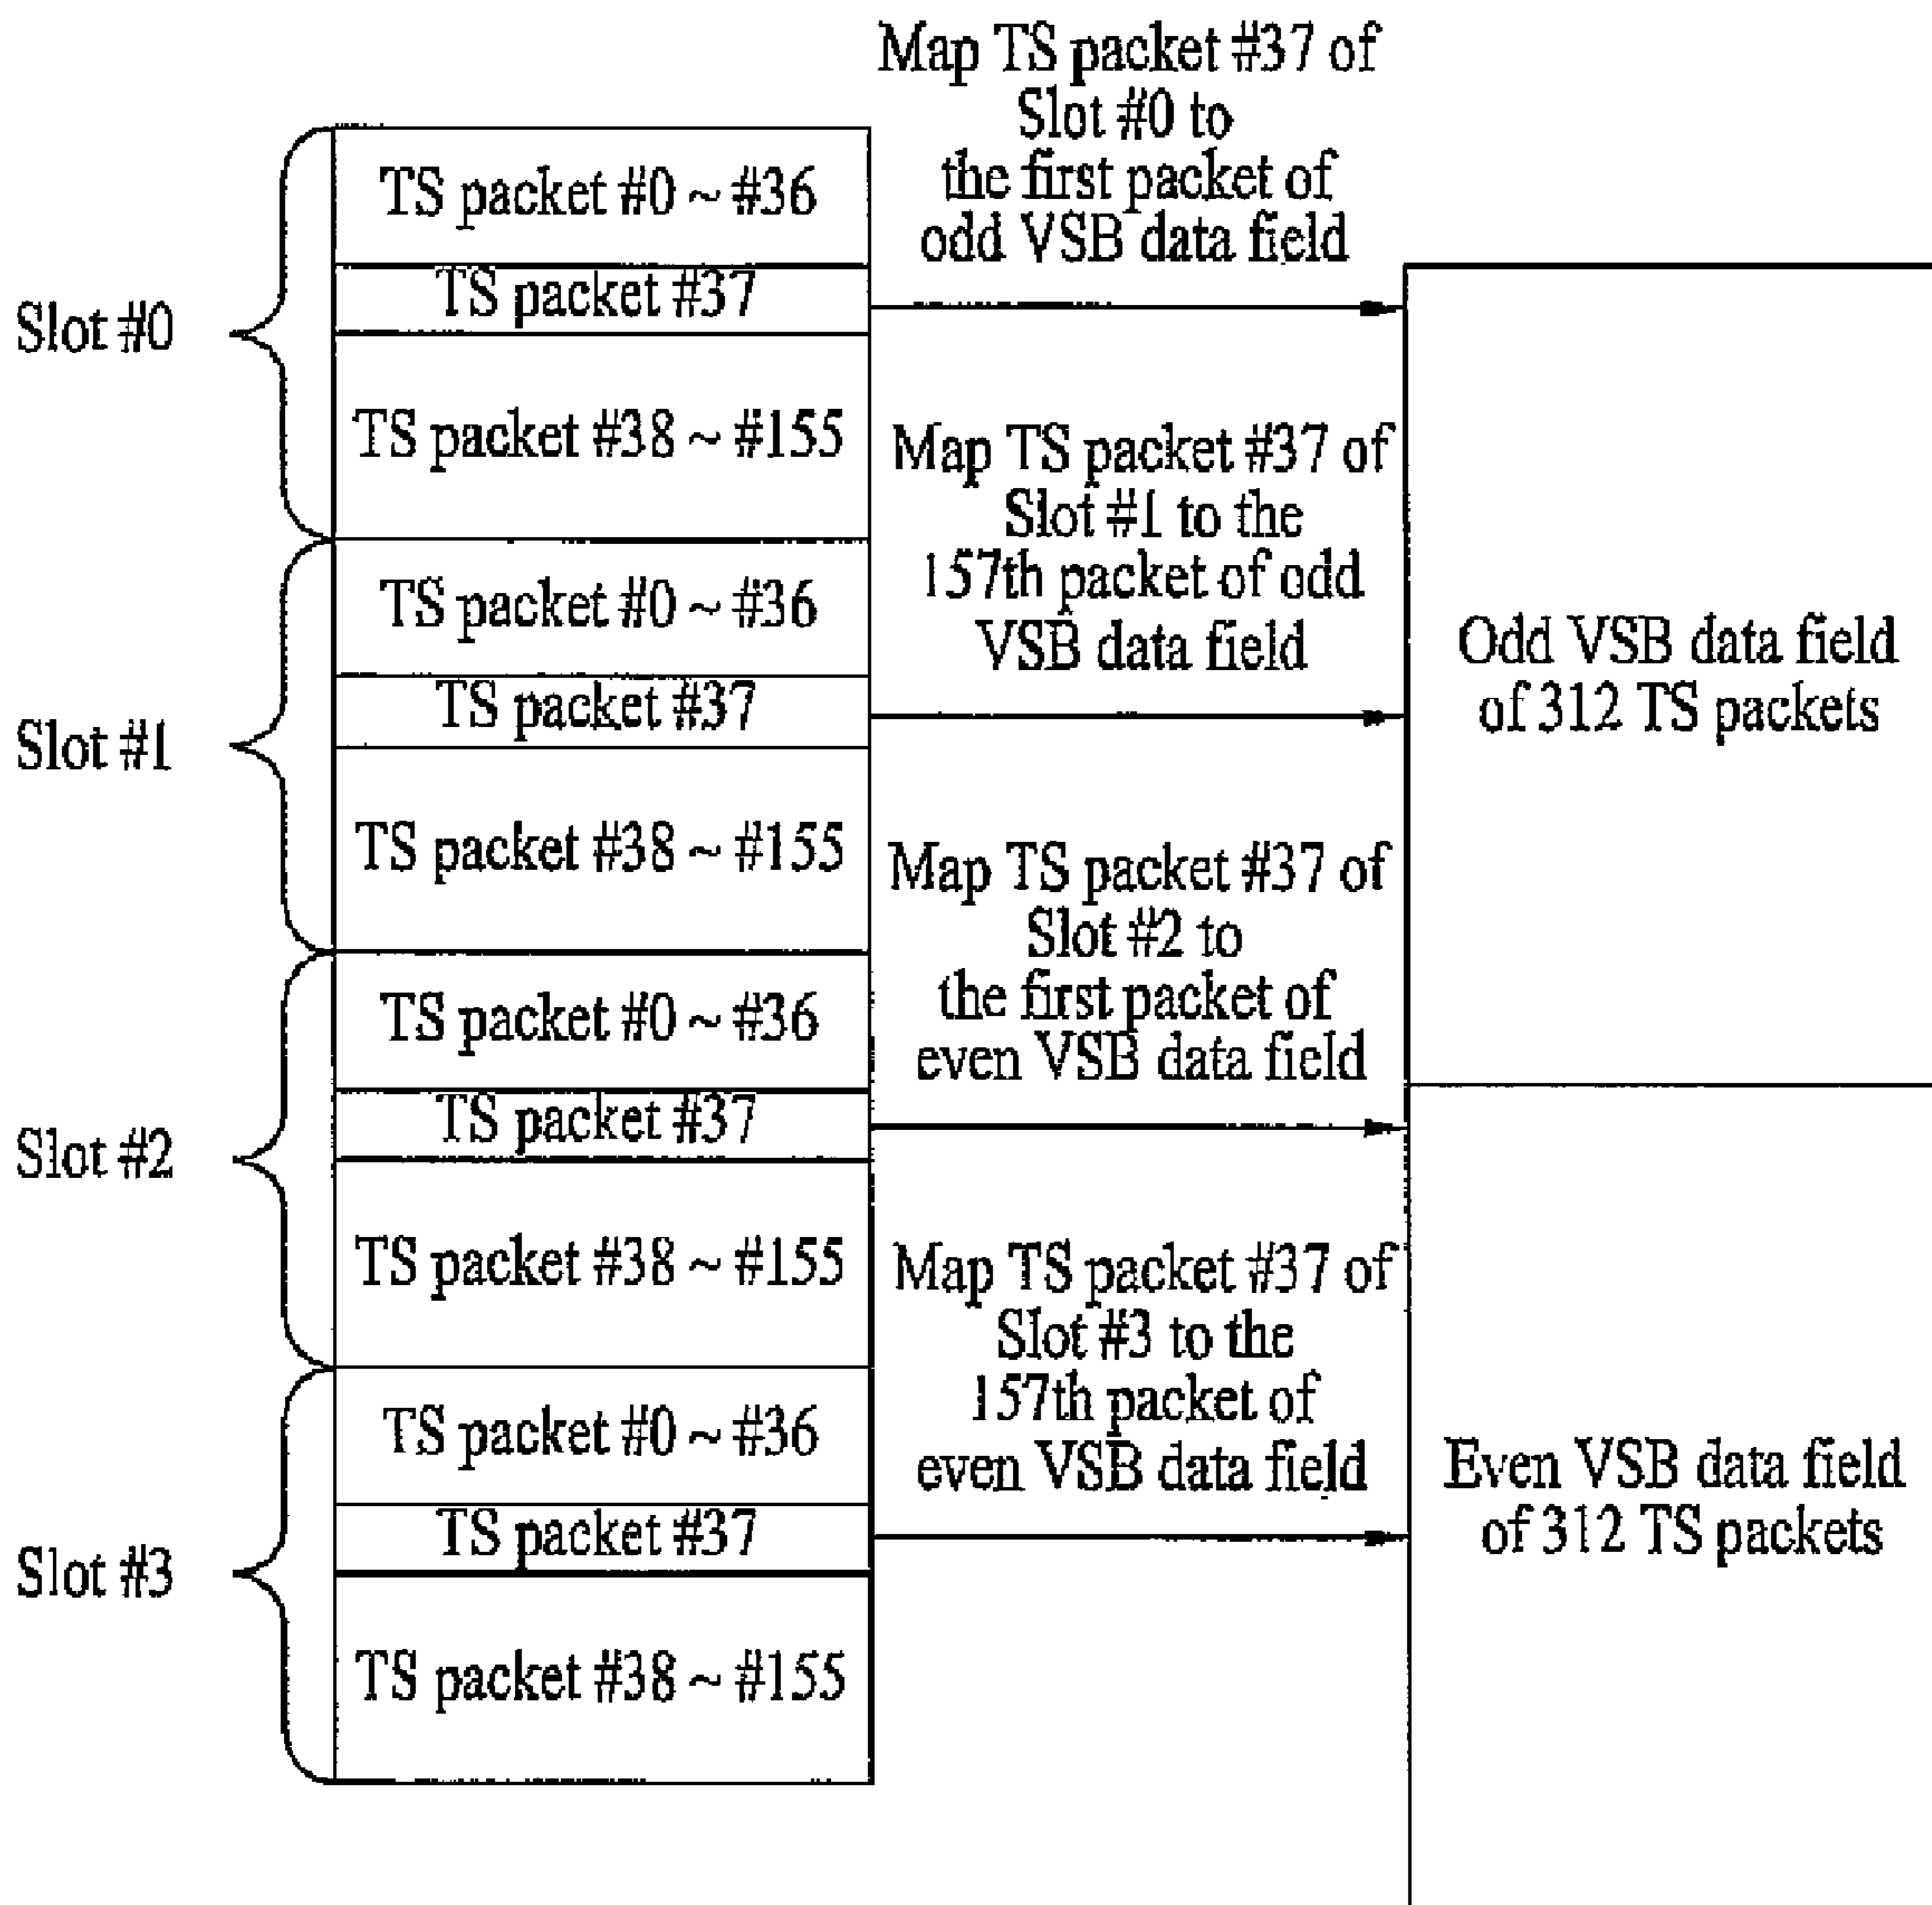 Map TS packet #37 of
Slot #0 to
the first packet of
odd VSB data field
Slot #0
TS packet #0 ~ #36
TS packet #37
TS packet #38 ~ #155
Map TS packet #37 of
Slot #1 to the
157th packet of odd
VSB data field
Slot #1
TS packet #0 ~ #36
TS packet #37
TS packet #38 ~ #155
Odd VSB data field
of 312 TS packets
Map TS packet #37 of
Slot #2 to
the first packet of
even VSB data field
Slot #2
TS packet #0 ~ #36
TS packet #37
TS packet #38 ~ #155
Map TS packet #37 of
Slot #3 to the
157th packet of
even VSB data field
Slot #3
TS packet #0 ~ #36
TS packet #37
TS packet #38 ~ #155
Even VSB data field
of 312 TS packets